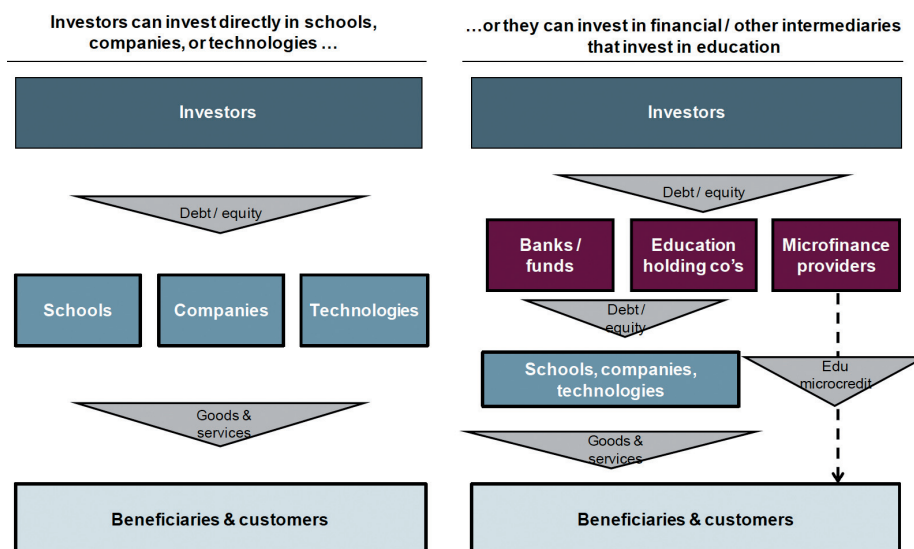 Investors can invest directly in schools,
companies, or technologies …
Investors
Debt / equity
Schools
Companies
Technologies
Goods &
services
Beneficiaries & customers
…or they can invest in financial / other intermediaries
that invest in education
Investors
Debt / equity
Banks /
funds
Education
holding co's
Microfinance
providers
Debt /
equity
Schools, companies,
technologies
Edu
microcredit
Goods &
services
Beneficiaries & customers